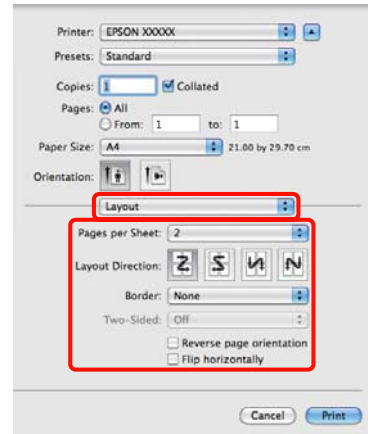 Printer: EPSON XXXXX
Presets: Standard
Copies: 1 Collated
Pages: All
From: 1 to: 1
Paper Size: A4 21.00 by 29.70 cm
Orientation:
Layout
Pages per Sheet: 2
Layout Direction:
Border: None
Two-Sided: Off
Reverse page orientation
Flip horizontally
Cancel Print